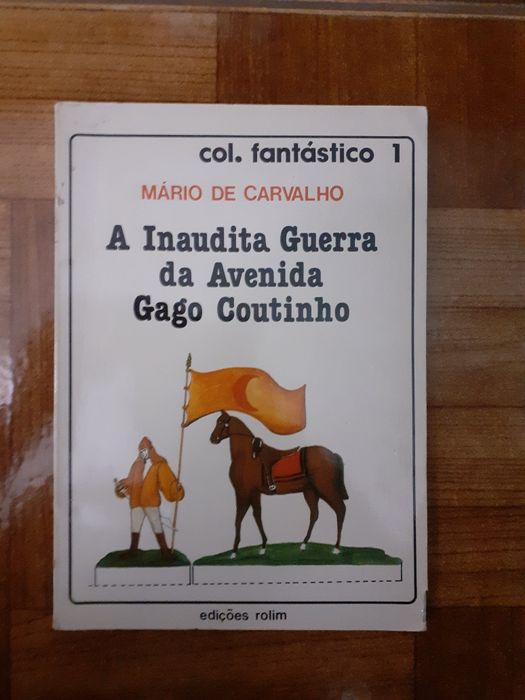 col. fantástico 1
MÁRIO DE CARVALHO
A Inaudita Guerra
da Avenida
Gago Coutinho
edições rolim